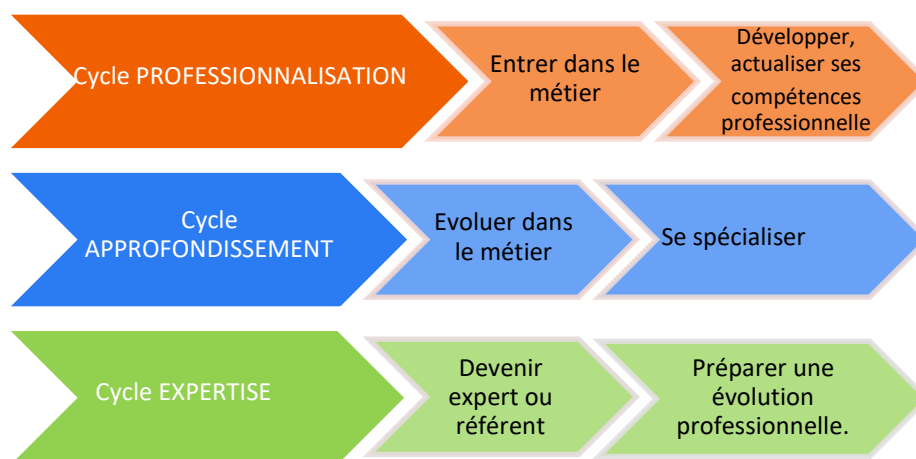 Cycle PROFESSIONNALISATION
Entrer dans le
métier
Développer,
actualiser ses
compétences
professionnelle
Cycle
APPROFONDISSEMENT
Evoluer dans
le métier
Se spécialiser
Cycle EXPERTISE
Devenir
expert ou
référent
Préparer une
évolution
professionnelle.